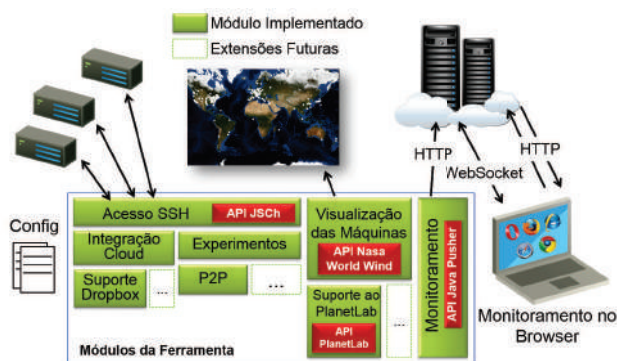 Módulo Implementado
Extensões Futuras
HTTP
WebSocket
HTTP
Config
Acesso SSH
API JSCh
Integração
Cloud
Experimentos
Suporte
Dropbox
...
P2P
...
Visualização
das Máquinas
API Nasa
World Wind
Suporte ao
PlanetLab
API
PlanetLab
...
Monitoramento
API Java Pusher
Módulos da Ferramenta
Monitoramento no
Browser